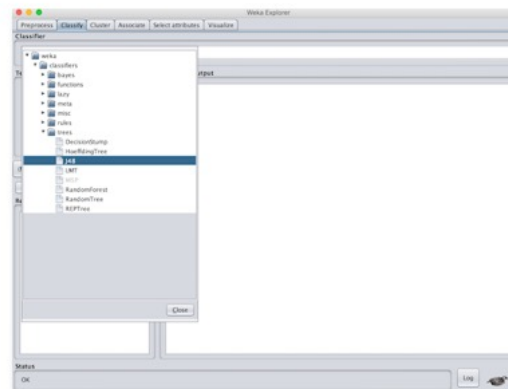 Weka Explorer
Preprocess Classify Cluster Associate Select attributes Visualize
Classifier
weka
classifiers
bayes
functions
lazy
meta
misc
rules
trees
DecisionStump
HoeffdingTree
J48
LMT
M5P
RandomForest
RandomTree
REPTree
Close
Status
OK
Log